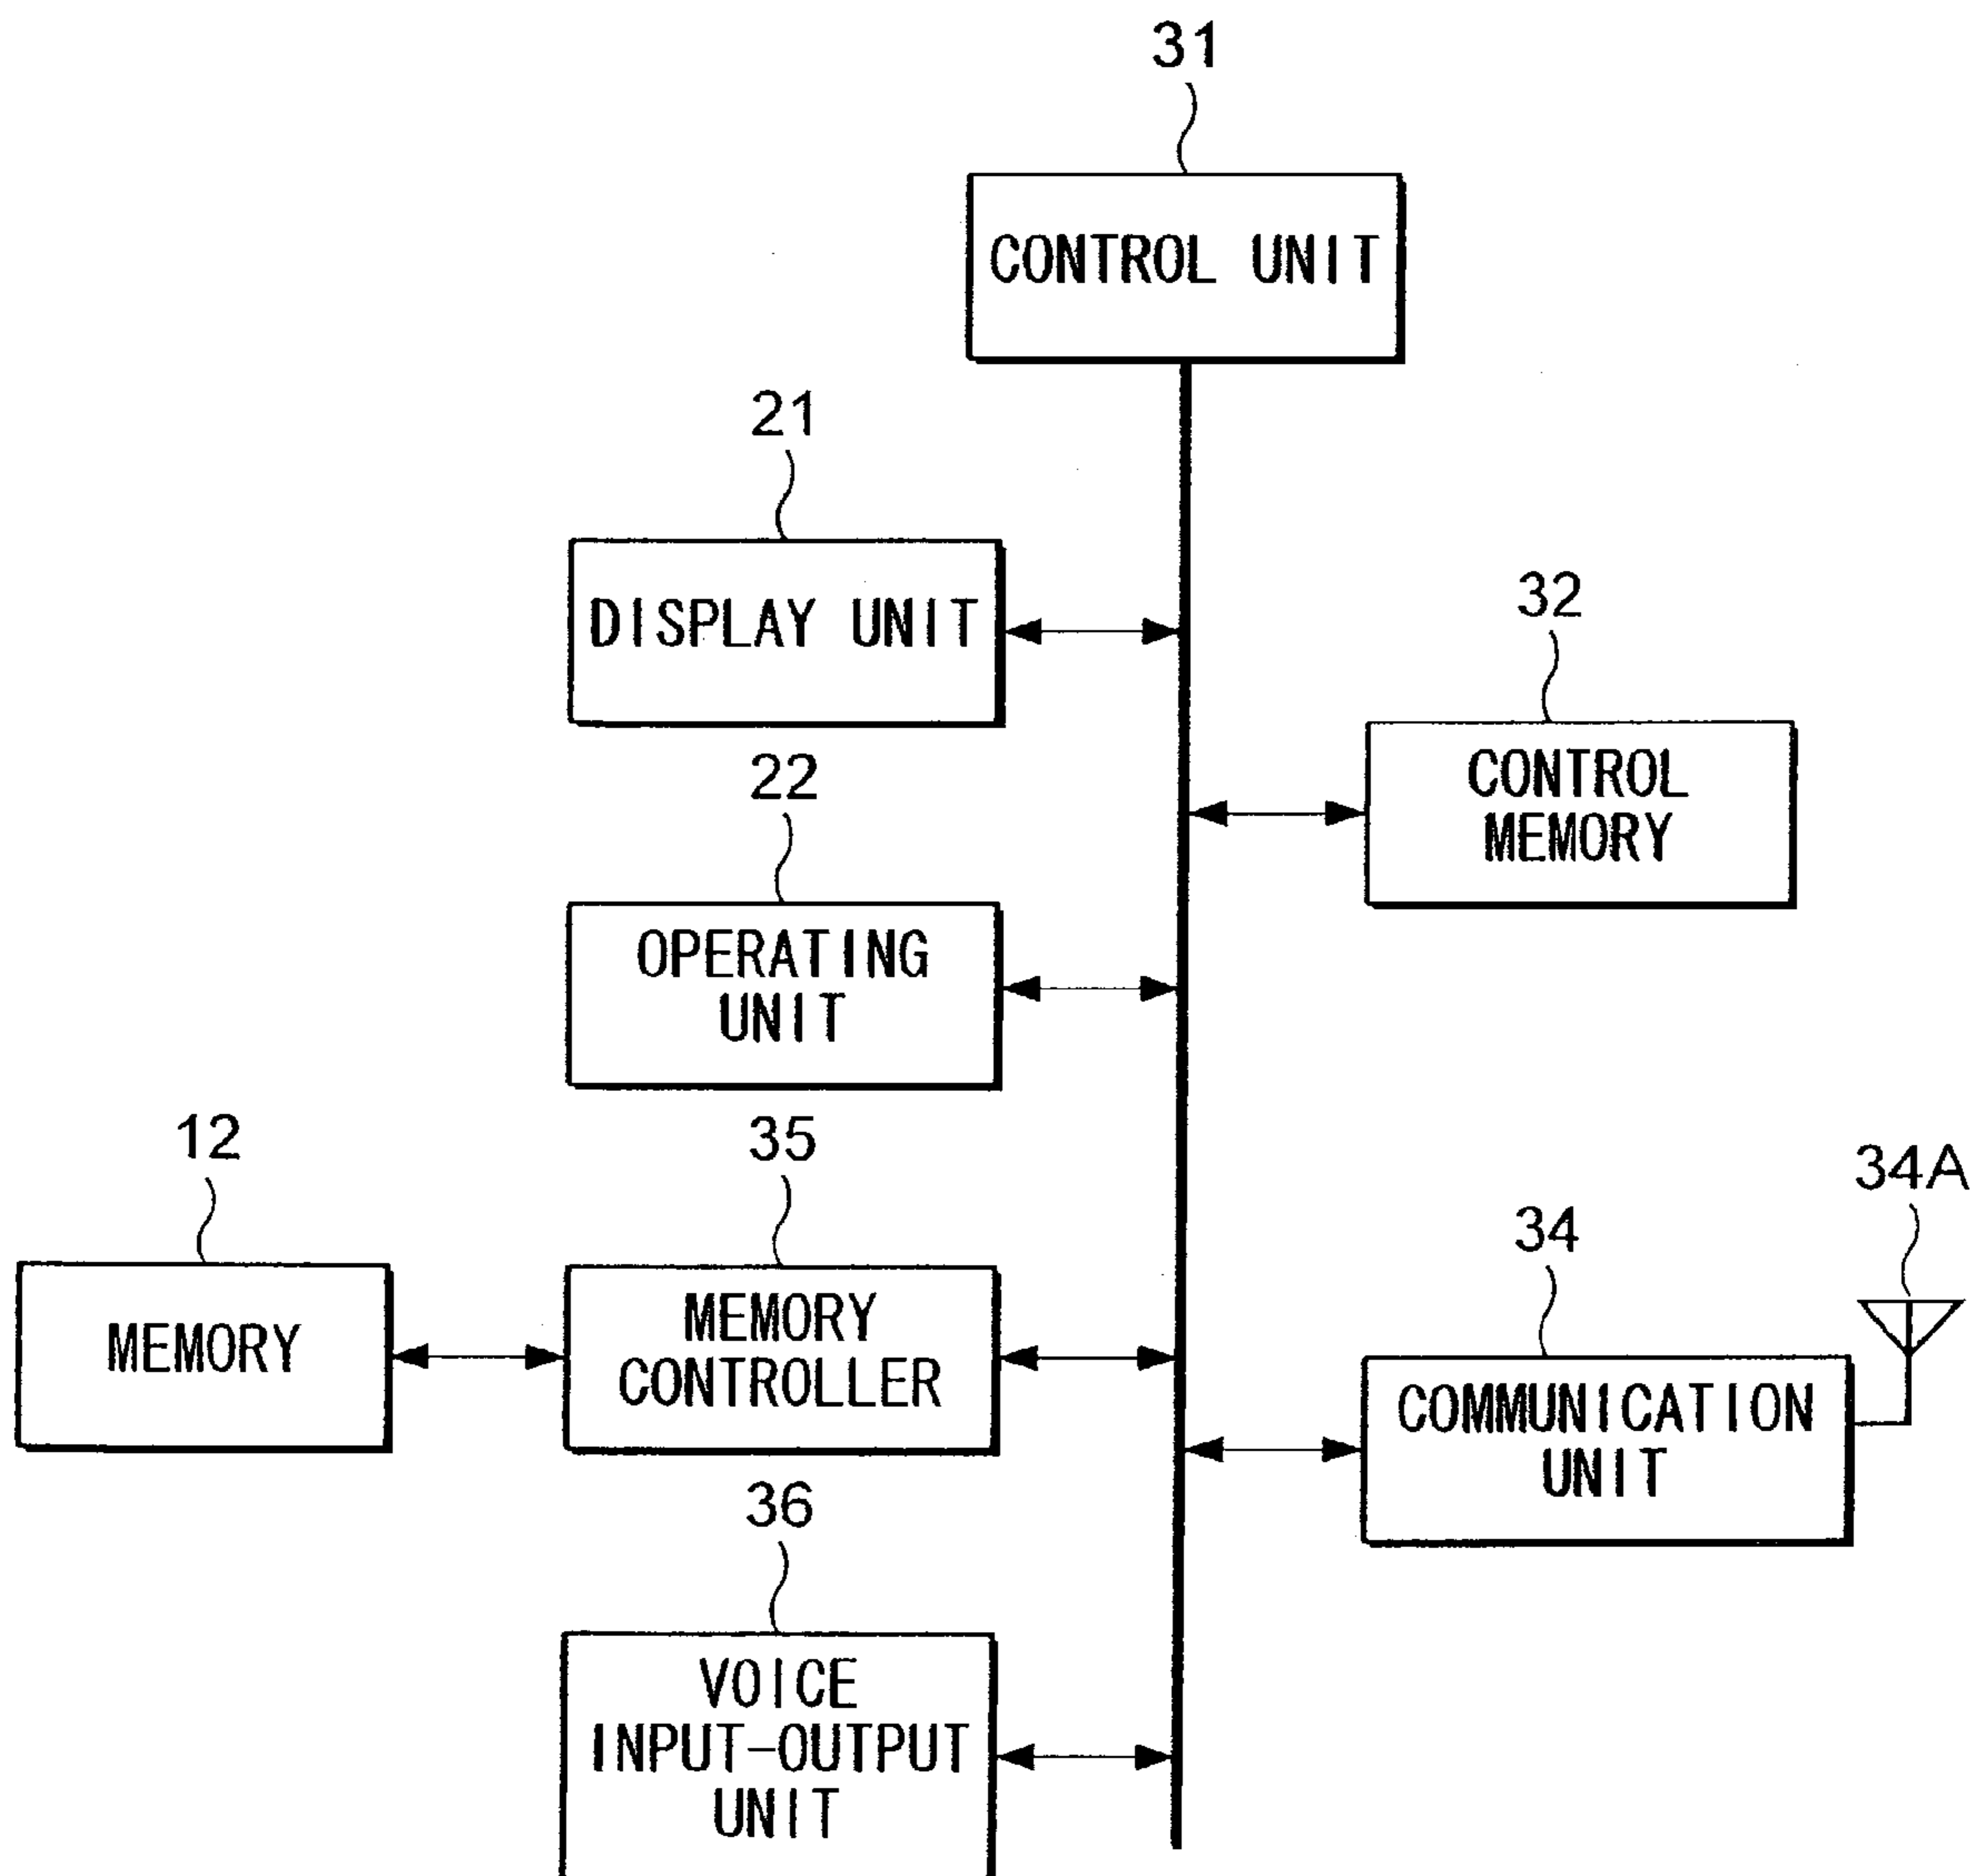 31
CONTROL UNIT
21
DISPLAY UNIT
32
CONTROL
MEMORY
22
OPERATING
UNIT
12
MEMORY
35
MEMORY
CONTROLLER
34A
34
COMMUNICATION
UNIT
36
VOICE
INPUT-OUTPUT
UNIT